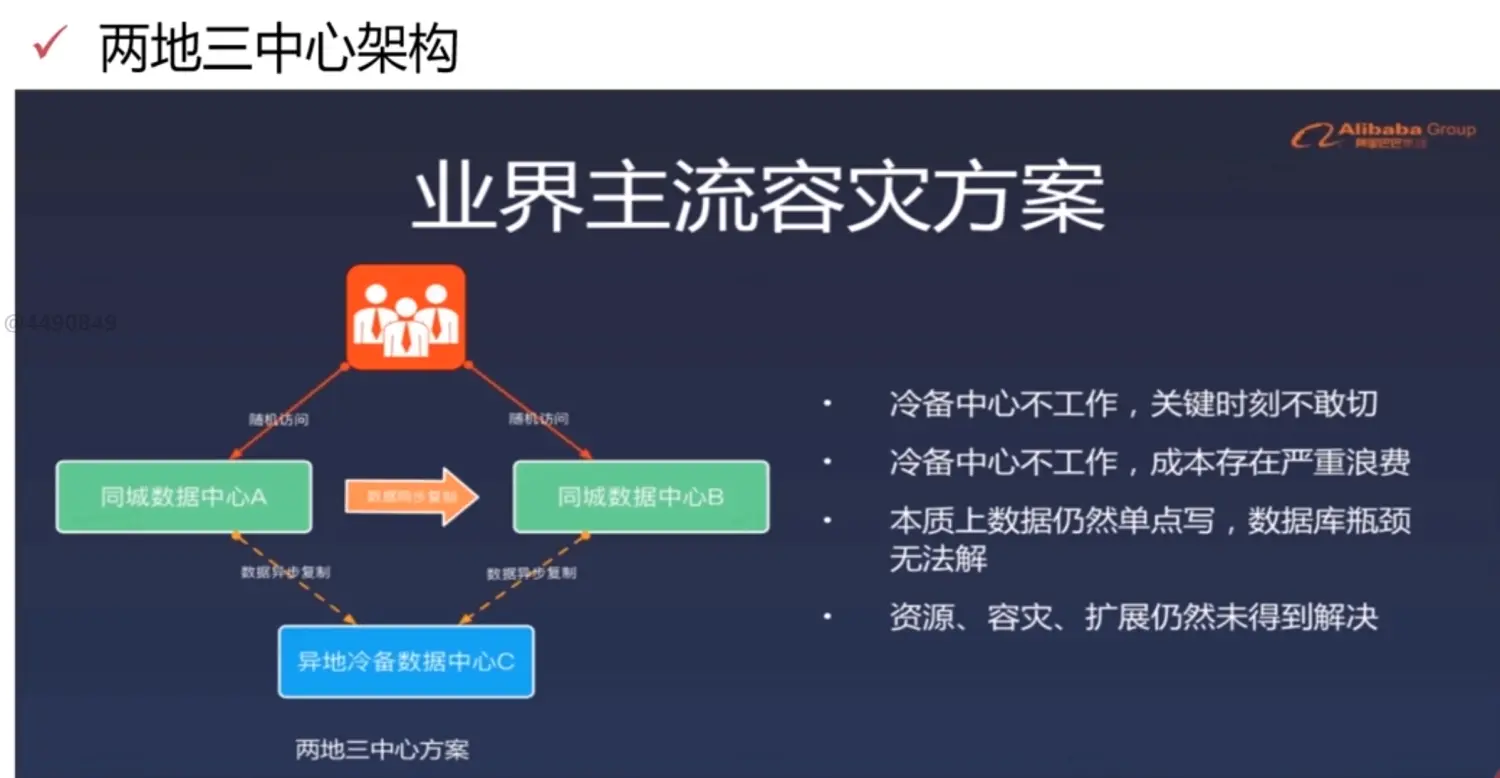 两地三中心架构
Alibaba Group
业界主流容灾方案
@4490849
随机访问
随机访问
同城数据中心A
数据同步复制
同城数据中心B
数据异步复制
数据异步复制
异地冷备数据中心C
两地三中心方案
冷备中心不工作，关键时刻不敢切
冷备中心不工作，成本存在严重浪费
本质上数据仍然单点写，数据库瓶颈
无法解
资源、容灾、扩展仍然未得到解决